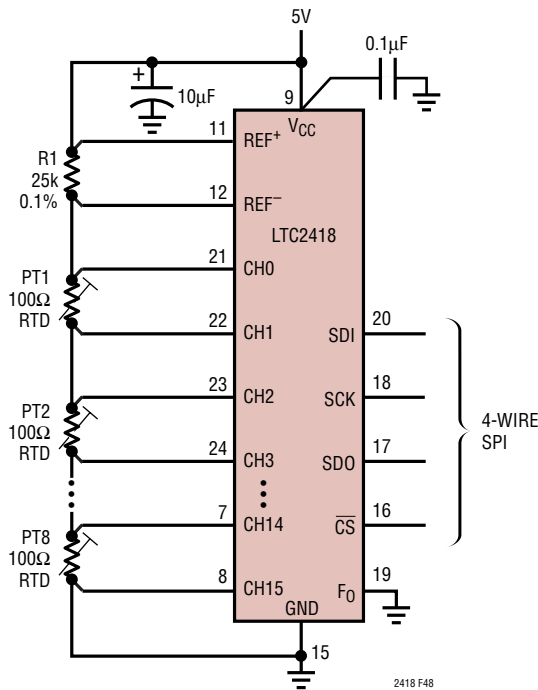 5V
0.1µF
+
10µF
9
VCC
11
REF+
R1
25k
0.1%
12
REF−
LTC2418
21
CH0
PT1
100Ω
RTD
22
CH1
20
SDI
23
CH2
18
SCK
PT2
100Ω
RTD
4-WIRE
SPI
24
CH3
17
SDO
7
CH14
16
CS
PT8
100Ω
RTD
8
CH15
19
FO
GND
15
2418 F48